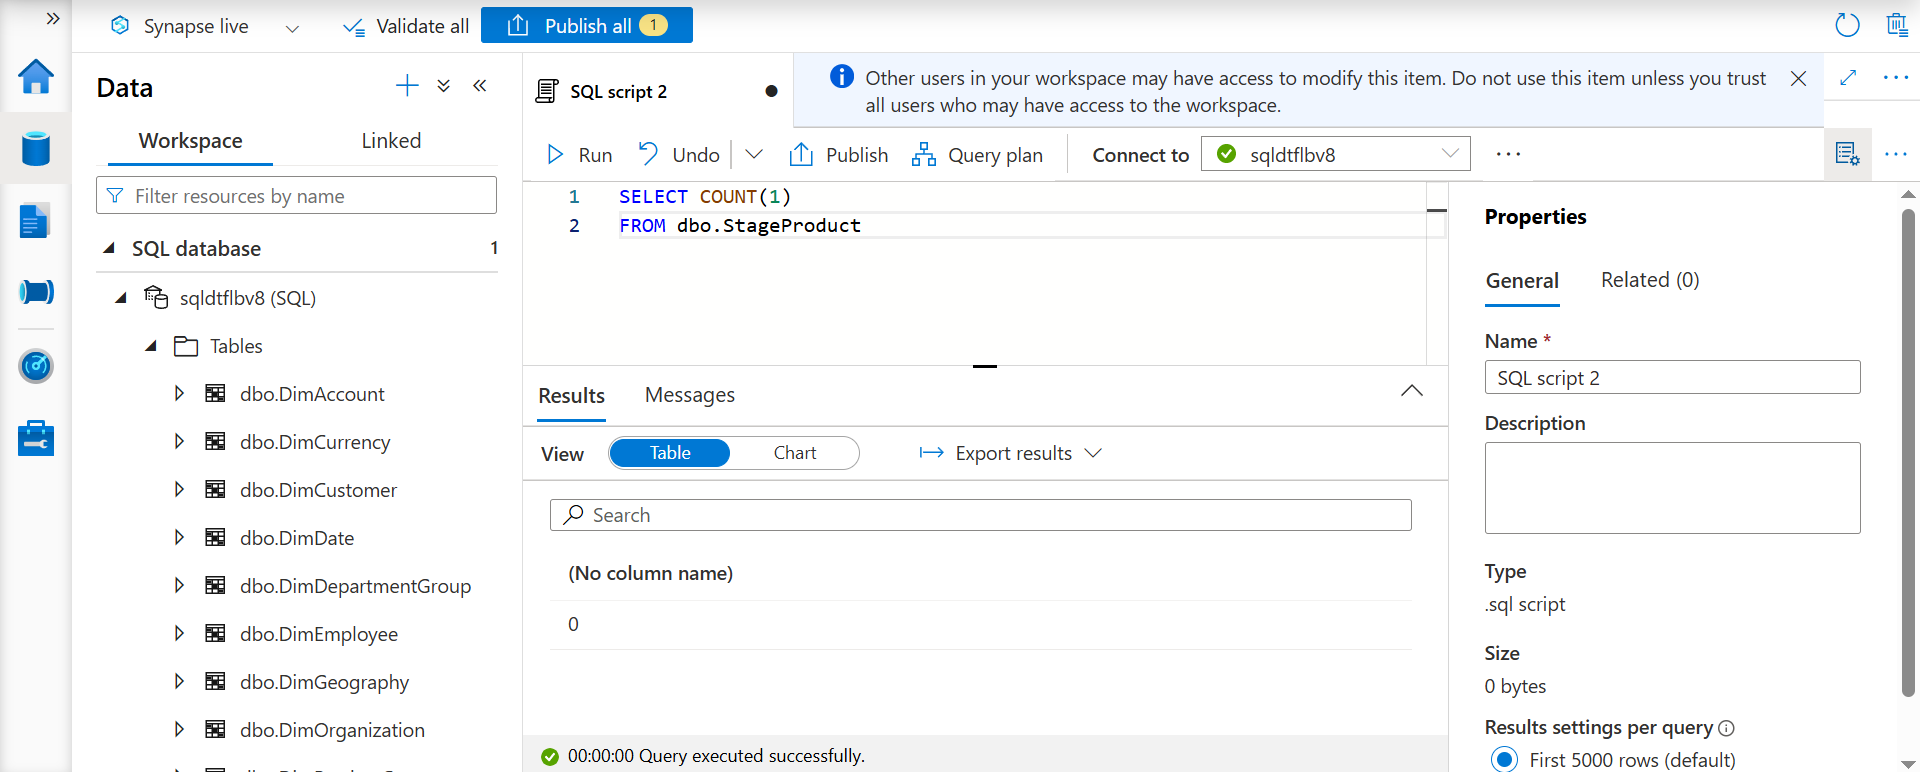 Synapse live
Validate all
Publish all 1
Data
Workspace Linked
Filter resources by name
SQL database 1
sqldtflbv8 (SQL)
Tables
dbo.DimAccount
dbo.DimCurrency
dbo.DimCustomer
dbo.DimDate
dbo.DimDepartmentGroup
dbo.DimEmployee
dbo.DimGeography
dbo.DimOrganization
SQL script 2
Other users in your workspace may have access to modify this item. Do not use this item unless you trust
all users who may have access to the workspace.
Run Undo Publish Query plan Connect to sqldtflbv8
1 SELECT COUNT(1)
2 FROM dbo.StageProduct
Results Messages
View Table Chart Export results
Search
(No column name)
0
00:00:00 Query executed successfully.
Properties
General Related (0)
Name *
SQL script 2
Description
Type
.sql script
Size
0 bytes
Results settings per query
First 5000 rows (default)